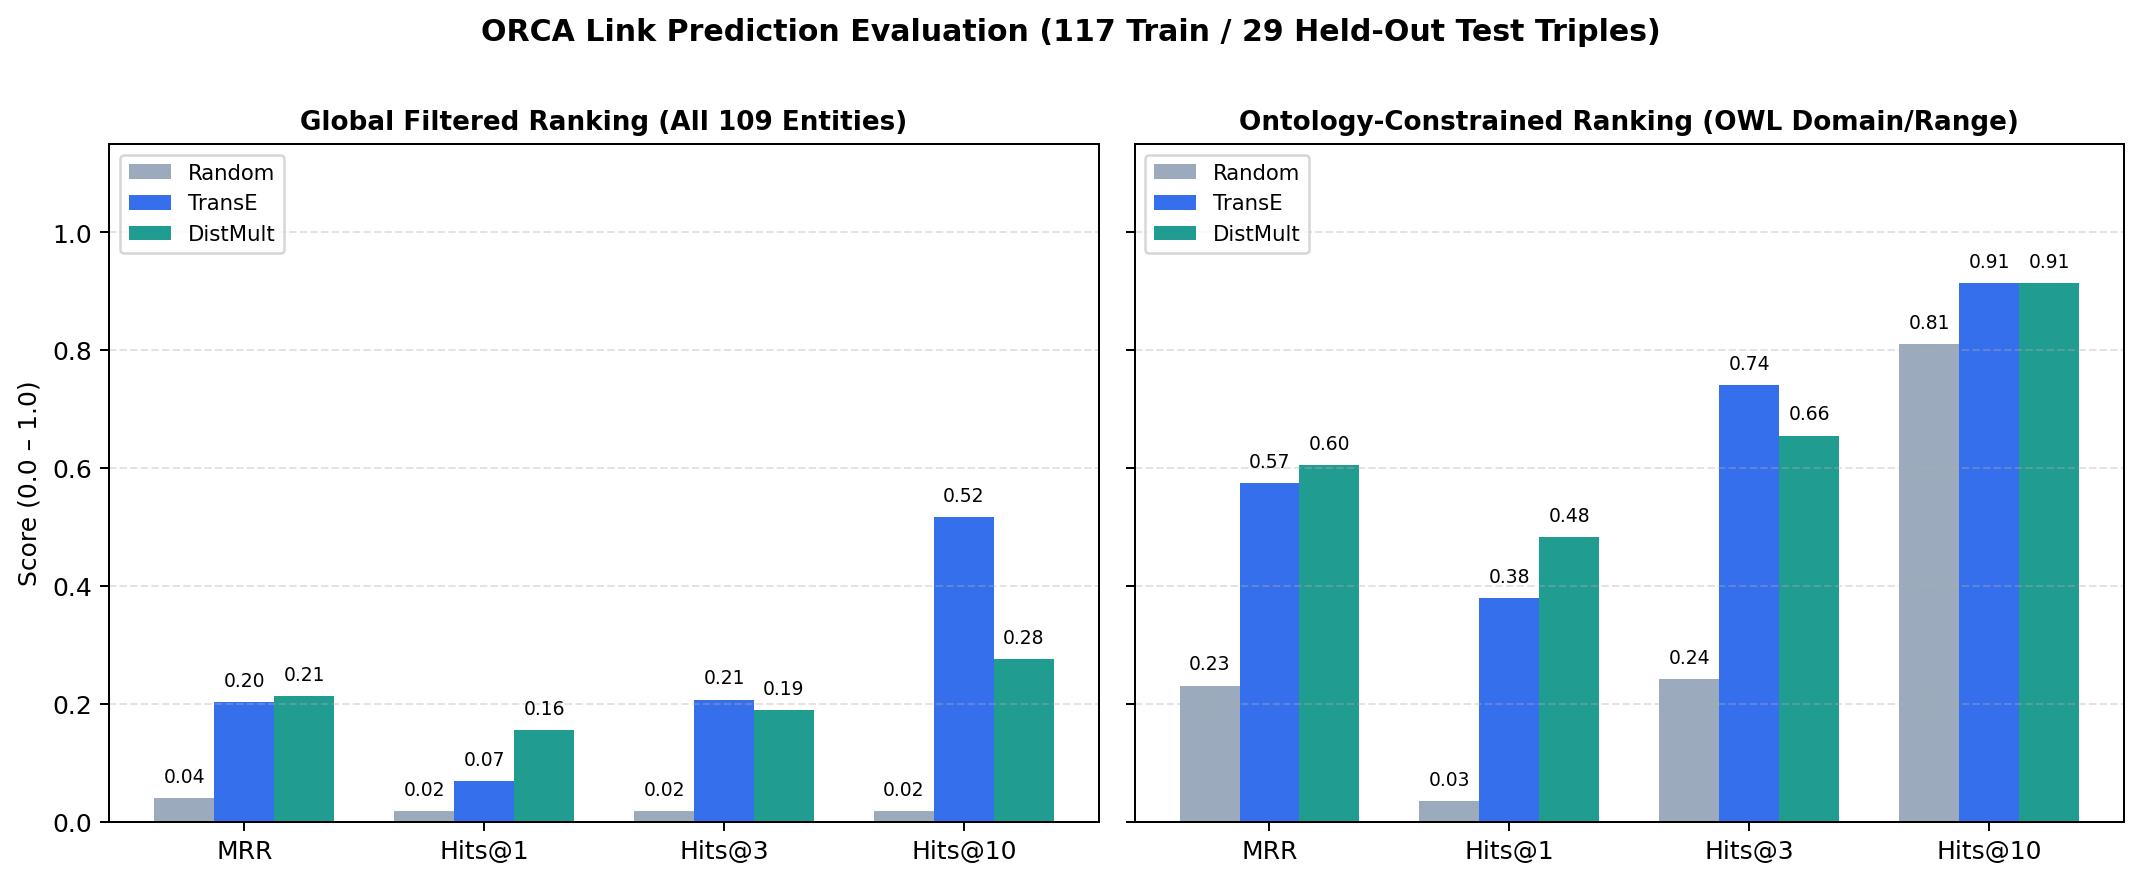 ORCA Link Prediction Evaluation (117 Train / 29 Held-Out Test Triples)
Global Filtered Ranking (All 109 Entities)
Random
TransE
DistMult
Score (0.0 – 1.0)
1.0
0.8
0.6
0.4
0.2
0.0
0.04
0.20
0.21
0.02
0.07
0.16
0.02
0.21
0.19
0.02
0.52
0.28
MRR
Hits@1
Hits@3
Hits@10
Ontology-Constrained Ranking (OWL Domain/Range)
Random
TransE
DistMult
0.23
0.57
0.60
0.03
0.38
0.48
0.24
0.74
0.66
0.81
0.91
0.91
MRR
Hits@1
Hits@3
Hits@10